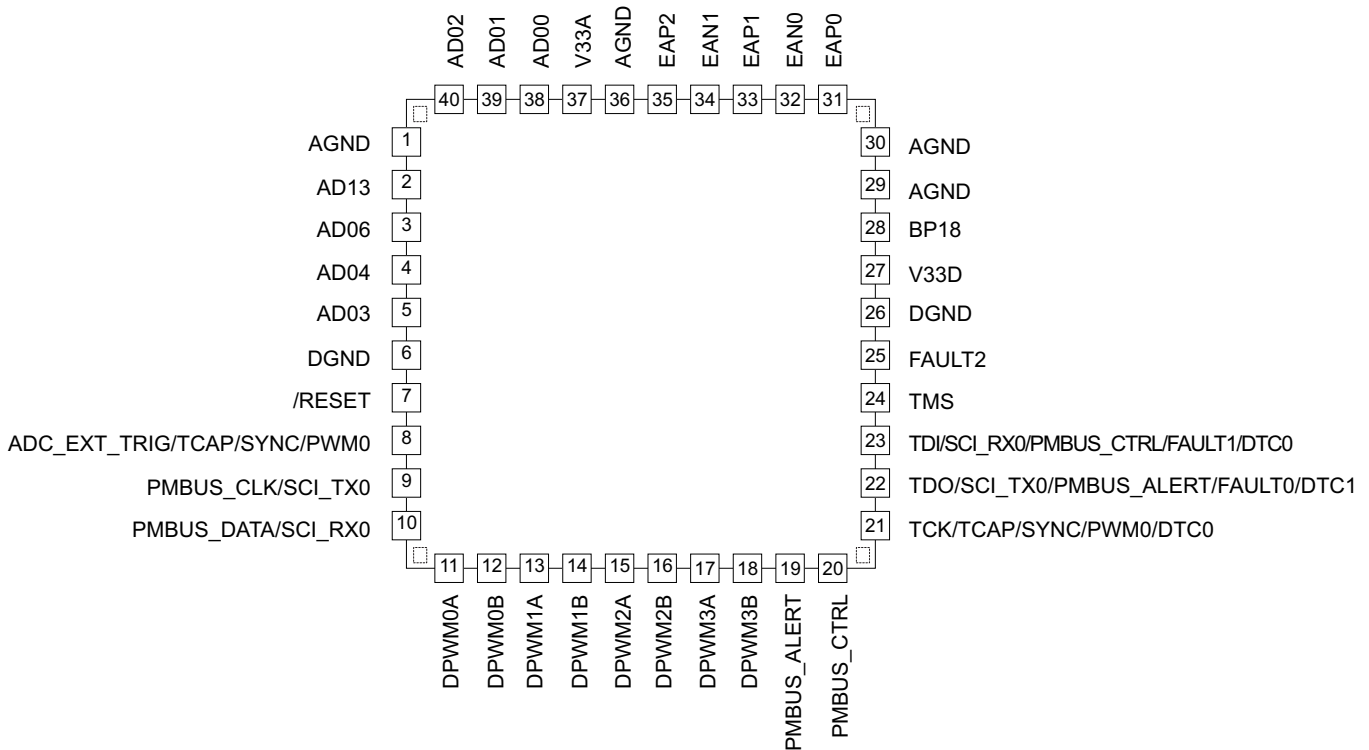 AD02
AD01
AD00
V33A
AGND
EAP2
EAN1
EAP1
EAN0
EAP0
40
39
38
37
36
35
34
33
32
31
AGND 1
AD13 2
AD06 3
AD04 4
AD03 5
DGND 6
/RESET 7
ADC_EXT_TRIG/TCAP/SYNC/PWM0 8
PMBUS_CLK/SCI_TX0 9
PMBUS_DATA/SCI_RX0 10
30 AGND
29 AGND
28 BP18
27 V33D
26 DGND
25 FAULT2
24 TMS
23 TDI/SCI_RX0/PMBUS_CTRL/FAULT1/DTC0
22 TDO/SCI_TX0/PMBUS_ALERT/FAULT0/DTC1
21 TCK/TCAP/SYNC/PWM0/DTC0
11
12
13
14
15
16
17
18
19
20
DPWM0A
DPWM0B
DPWM1A
DPWM1B
DPWM2A
DPWM2B
DPWM3A
DPWM3B
PMBUS_ALERT
PMBUS_CTRL